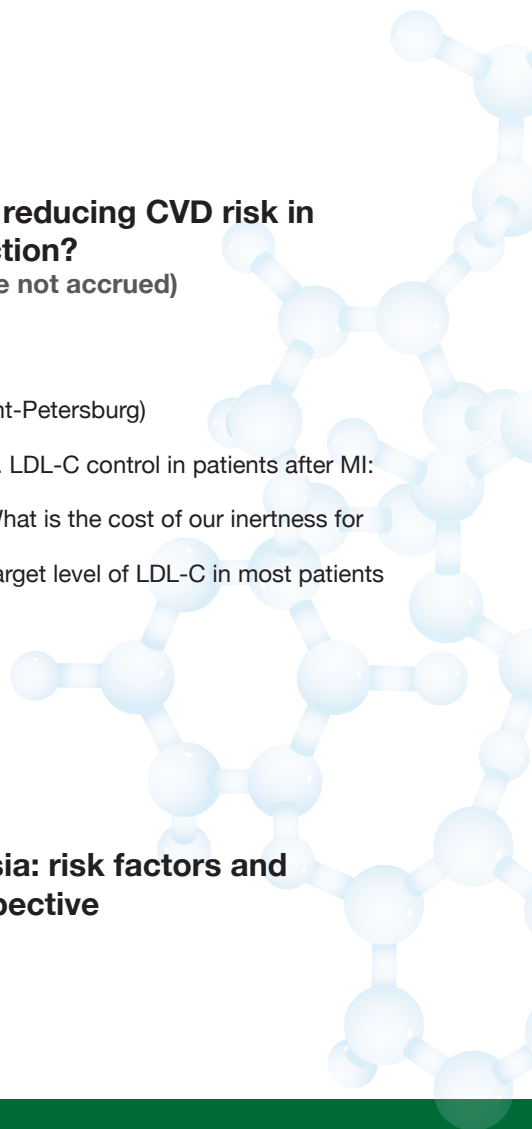 reducing CVD risk in
ction?
e not accrued)
nt-Petersburg)
. LDL-C control in patients after MI:
What is the cost of our inertness for
arget level of LDL-C in most patients
sia: risk factors and
pective